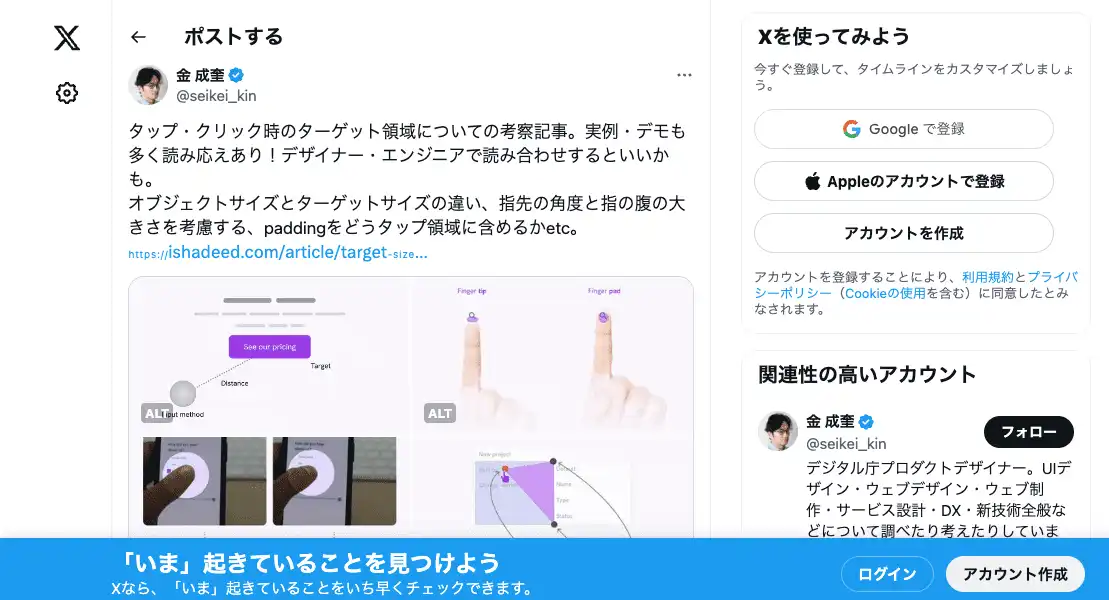 ポストする
金 成奎
@seikei_kin
タップ・クリック時のターゲット領域についての考察記事。実例・デモも
多く読み応えあり！デザイナー・エンジニアで読み合わせするといいか
も。
オブジェクトサイズとターゲットサイズの違い、指先の角度と指の腹の大
きさを考慮する、paddingをどうタップ領域に含めるかetc。
https://ishadeed.com/article/target-size…
See our pricing
Target
Distance
Input method
ALT
Finger tip
Finger pad
ALT
New project
Default
Name
Type
Status
Xを使ってみよう
今すぐ登録して、タイムラインをカスタマイズしましょ
う。
Google で登録
Appleのアカウントで登録
アカウントを作成
アカウントを登録することにより、利用規約とプライバ
シーポリシー（Cookieの使用を含む）に同意したとみ
なされます。
関連性の高いアカウント
金 成奎
@seikei_kin
フォロー
デジタル庁プロダクトデザイナー。UIデ
ザイン・ウェブデザイン・ウェブ制
作・サービス設計・DX・新技術全般な
どについて調べたり考えたりしていま
「いま」起きていることを見つけよう
Xなら、「いま」起きていることをいち早くチェックできます。
ログイン
アカウント作成